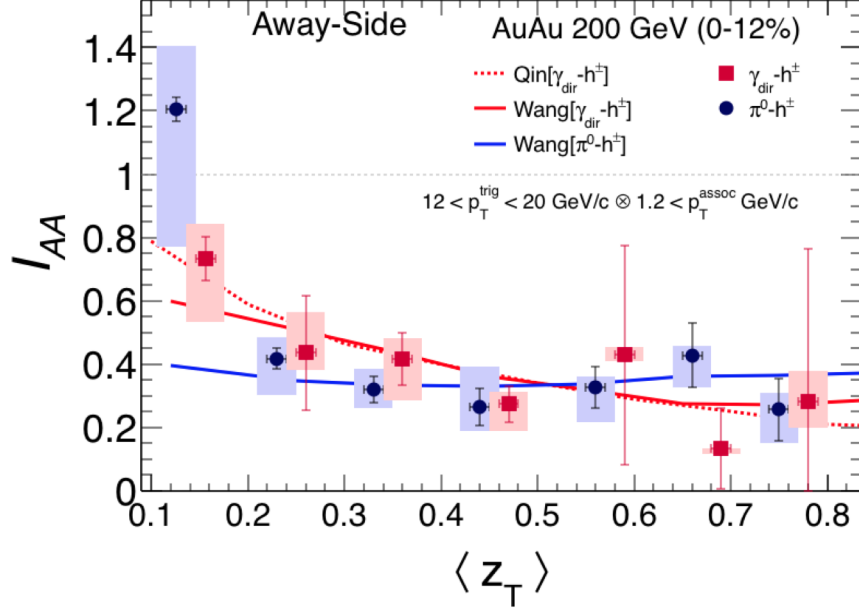 Away-Side
AuAu 200 GeV (0-12%)
Qin[γdir-h±]
Wang[γdir-h±]
Wang[π⁰-h±]
γdir-h±
π⁰-h±
12 < pTtrig < 20 GeV/c ⊗ 1.2 < pTassoc GeV/c
IAA
1.4
1.2
1
0.8
0.6
0.4
0.2
0
0.1 0.2 0.3 0.4 0.5 0.6 0.7 0.8
⟨ zT ⟩